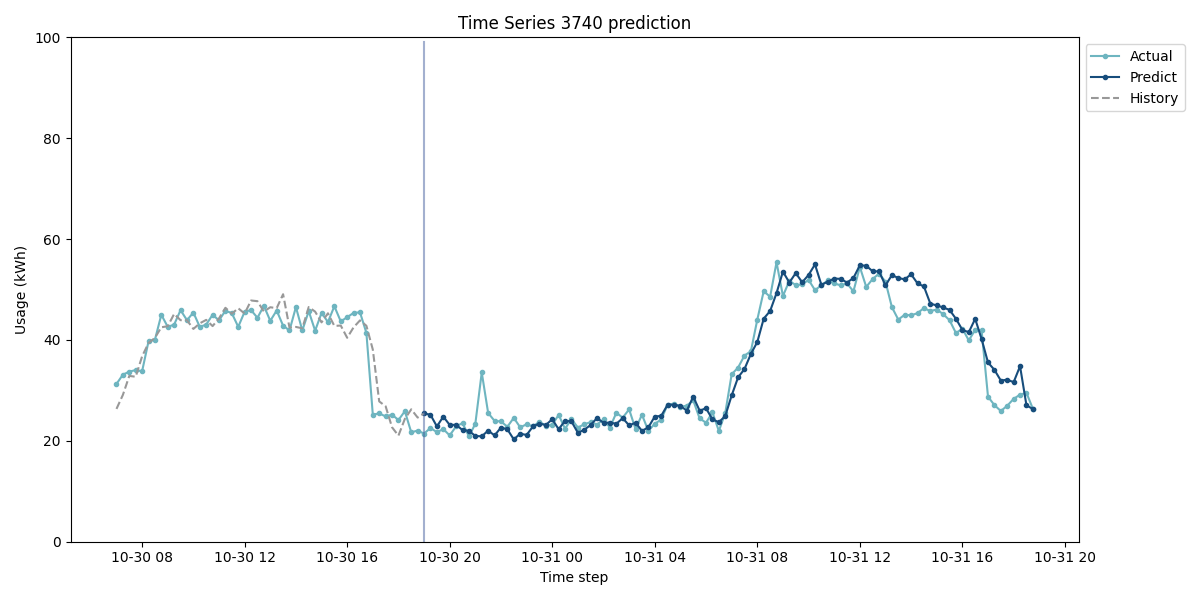 Time Series 3740 prediction
100
80
60
40
20
0
Usage (kWh)
10-30 08
10-30 12
10-30 16
10-30 20
10-31 00
10-31 04
10-31 08
10-31 12
10-31 16
10-31 20
Time step
Actual
Predict
History